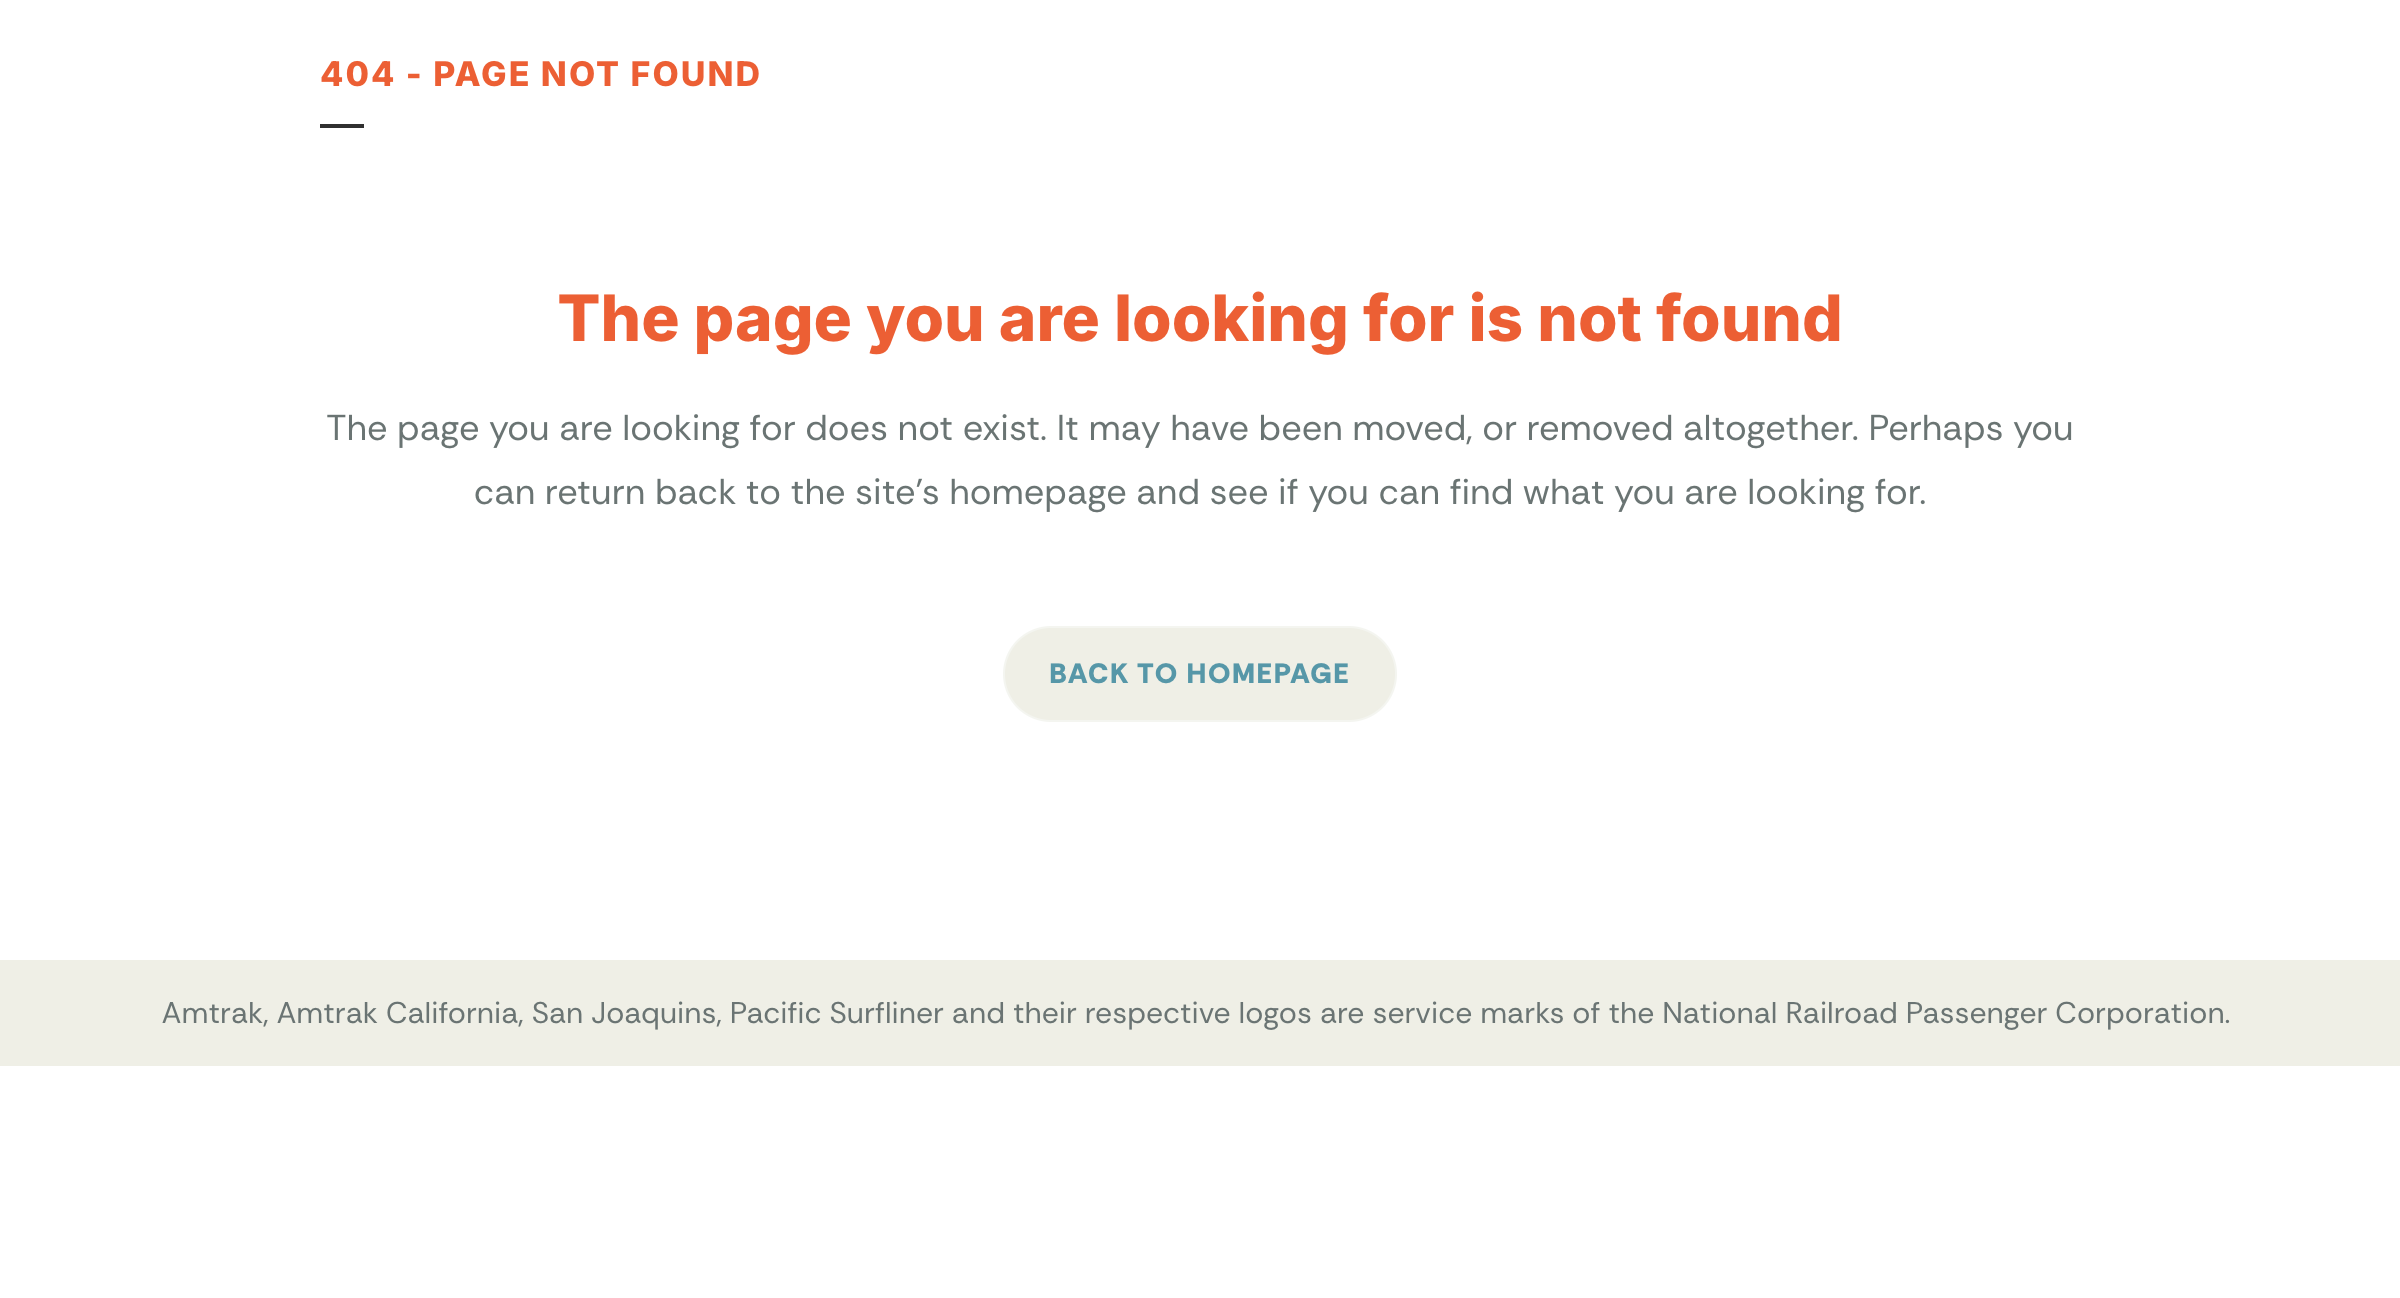 404 - PAGE NOT FOUND
The page you are looking for is not found
The page you are looking for does not exist. It may have been moved, or removed altogether. Perhaps you
can return back to the site’s homepage and see if you can find what you are looking for.
BACK TO HOMEPAGE
Amtrak, Amtrak California, San Joaquins, Pacific Surfliner and their respective logos are service marks of the National Railroad Passenger Corporation.